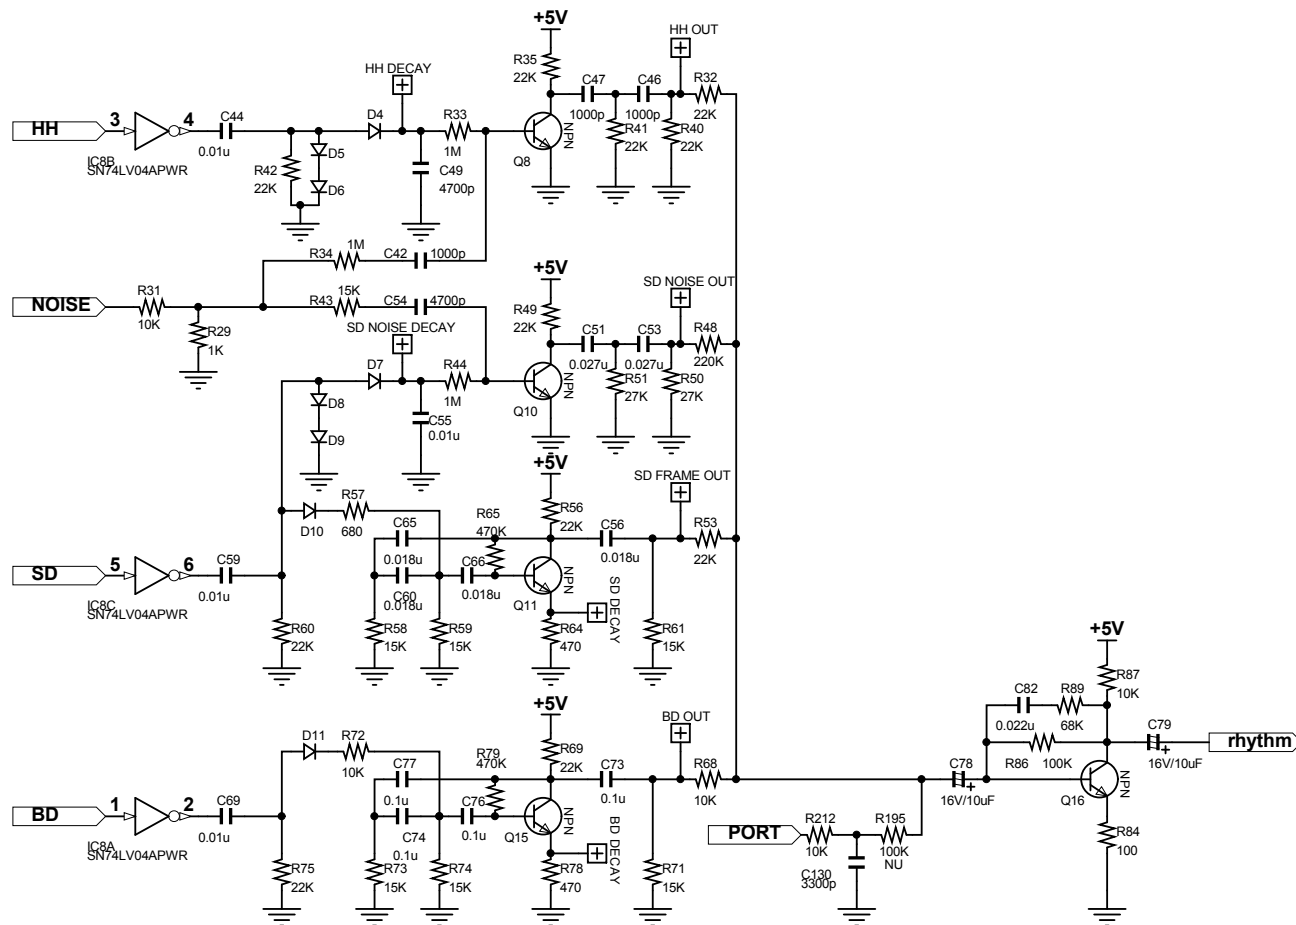 +5V
HH OUT
R35
22K
HH DECAY
C47
1000p
C46
1000p
R32
22K
HH
3
4
IC8B
SN74LV04APWR
C44
0.01u
D4
R33
1M
R42
22K
D5
D6
C49
4700p
Q8
NPN
R41
22K
R40
22K
R34
1M
C42
1000p
NOISE
R31
10K
R29
1K
R43
15K
C54
4700p
SD NOISE DECAY
+5V
SD NOISE OUT
R49
22K
C51
0.027u
C53
0.027u
R48
220K
D7
R44
1M
D8
D9
C55
0.01u
Q10
NPN
R51
27K
R50
27K
+5V
SD FRAME OUT
D10
R57
680
R65
470K
R56
22K
C56
0.018u
R53
22K
C65
0.018u
C66
0.018u
C60
0.018u
SD
5
6
IC8C
SN74LV04APWR
C59
0.01u
Q11
NPN
SD DECAY
R60
22K
R58
15K
R59
15K
R64
470
R61
15K
+5V
BD OUT
D11
R72
10K
R79
470K
R69
22K
C73
0.1u
R68
10K
C77
0.1u
C76
0.1u
C74
0.1u
BD
1
2
IC8A
SN74LV04APWR
C69
0.01u
Q15
NPN
BD DECAY
R75
22K
R73
15K
R74
15K
R78
470
R71
15K
PORT
R212
10K
R195
100K
NU
C130
3300p
C78
16V/10uF
+
+5V
R87
10K
C82
0.022u
R89
68K
R86
100K
C79
+
16V/10uF
rhythm
Q16
NPN
R84
100